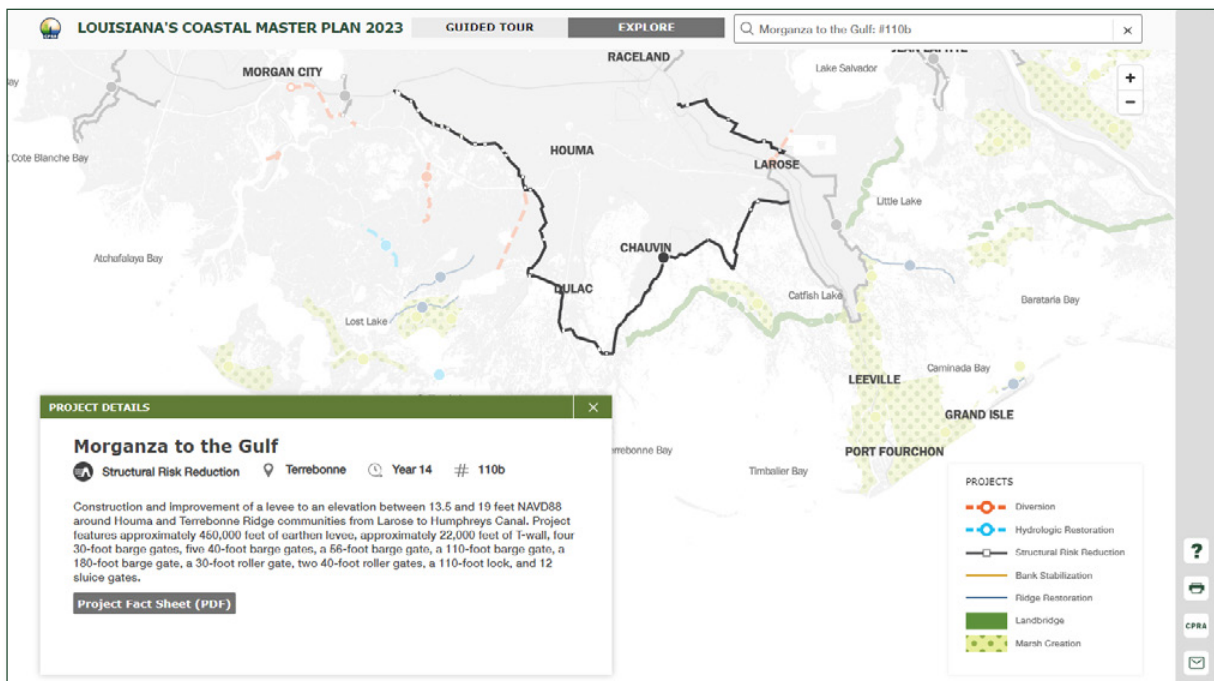 LOUISIANA'S COASTAL MASTER PLAN 2023
GUIDED TOUR
EXPLORE
Morganza to the Gulf: #110b
×
RACELAND
Lake Salvador
MORGAN CITY
+
−
HOUMA
LAROSE
Cote Blanche Bay
Little Lake
CHAUVIN
Atchafalaya Bay
DULAC
Catfish Lake
Barataria Bay
Lost Lake
Caminada Bay
LEEVILLE
GRAND ISLE
PORT FOURCHON
Timbalier Bay
PROJECT DETAILS
×
Morganza to the Gulf
Structural Risk Reduction Terrebonne Year 14 # 110b
Construction and improvement of a levee to an elevation between 13.5 and 19 feet NAVD88
around Houma and Terrebonne Ridge communities from Larose to Humphreys Canal. Project
features approximately 450,000 feet of earthen levee, approximately 22,000 feet of T-wall, four
30-foot barge gates, five 40-foot barge gates, a 56-foot barge gate, a 110-foot barge gate, a
180-foot barge gate, a 30-foot roller gate, two 40-foot roller gates, a 110-foot lock, and 12
sluice gates.
Project Fact Sheet (PDF)
PROJECTS
Diversion
Hydrologic Restoration
Structural Risk Reduction
Bank Stabilization
Ridge Restoration
Landbridge
Marsh Creation
?
CPRA